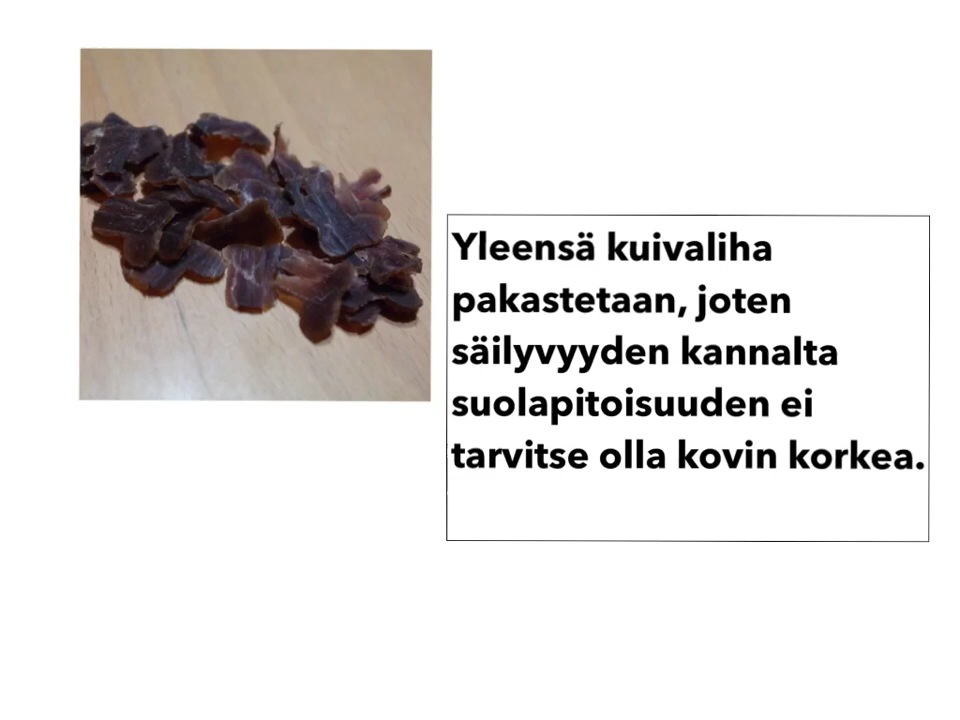 Yleensä kuivaliha
pakastetaan, joten
säilyvyyden kannalta
suolapitoisuuden ei
tarvitse olla kovin korkea.